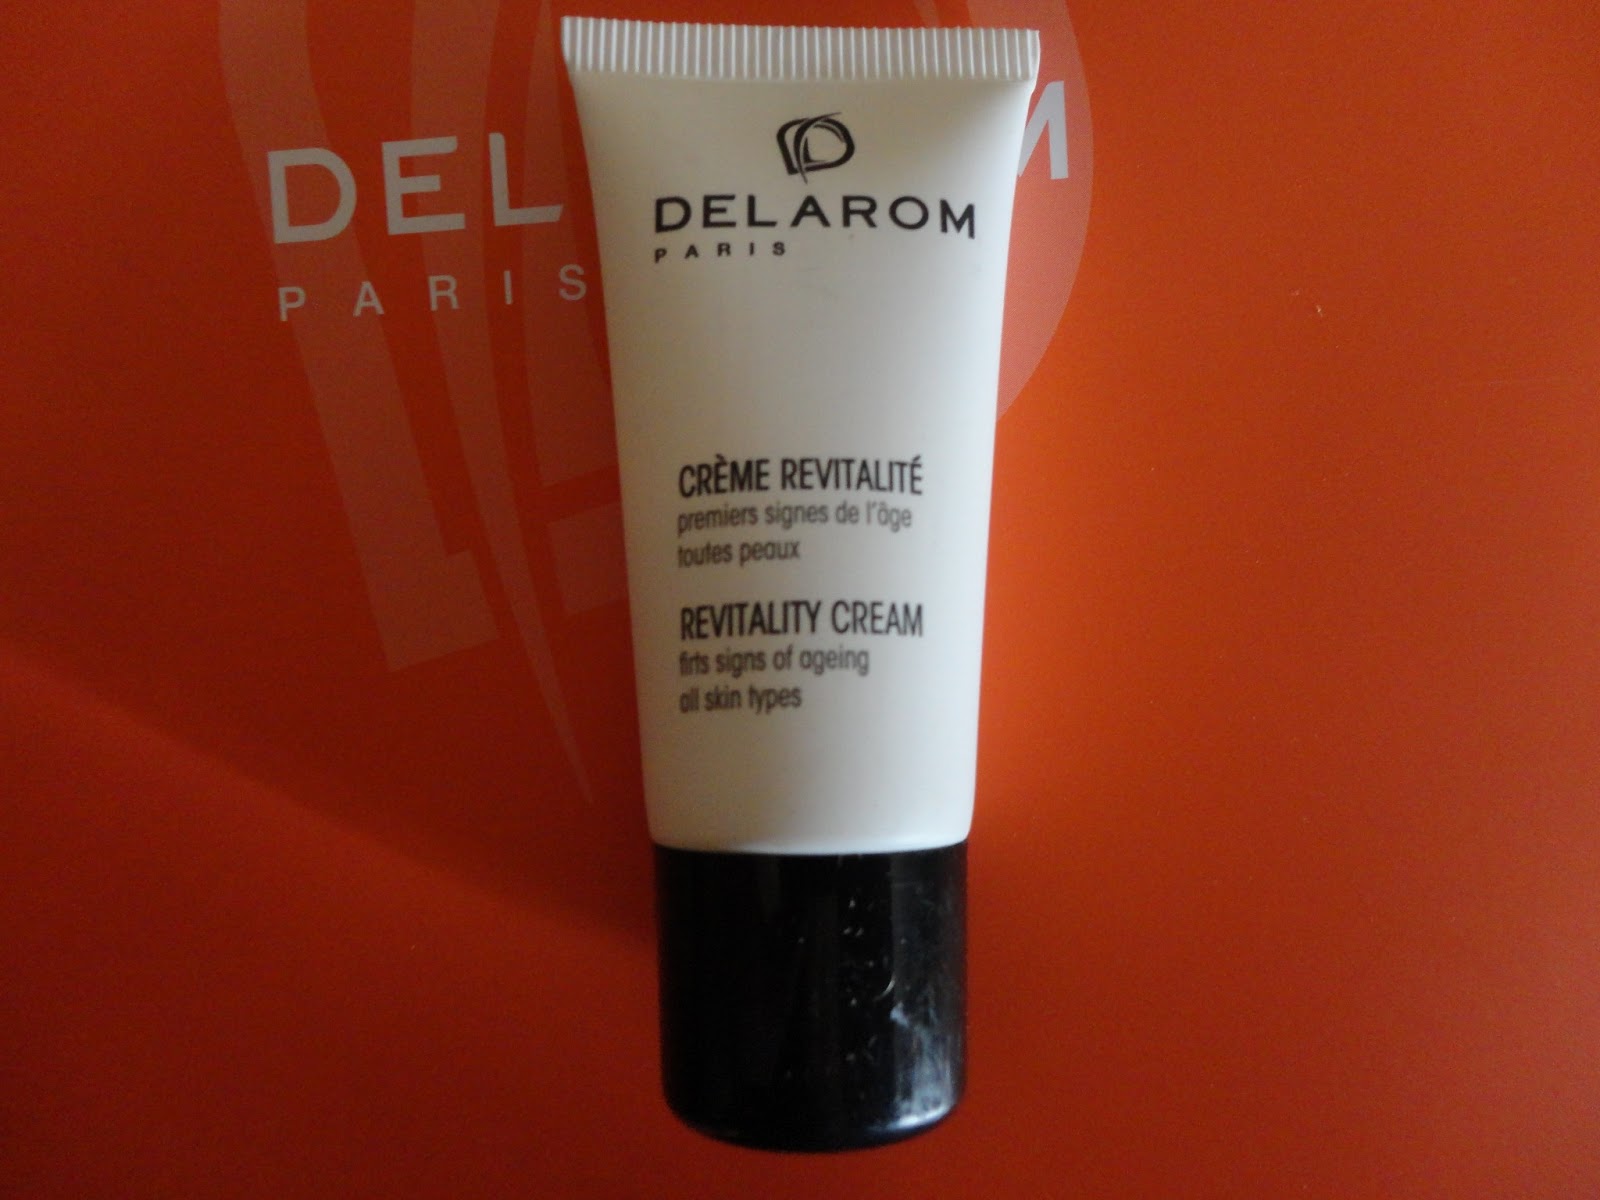 DELAROM
PARIS
CRÈME REVITALITÉ
premiers signes de l'âge
toutes peaux
REVITALITY CREAM
firts signs of ageing
all skin types
DEL M
PARIS